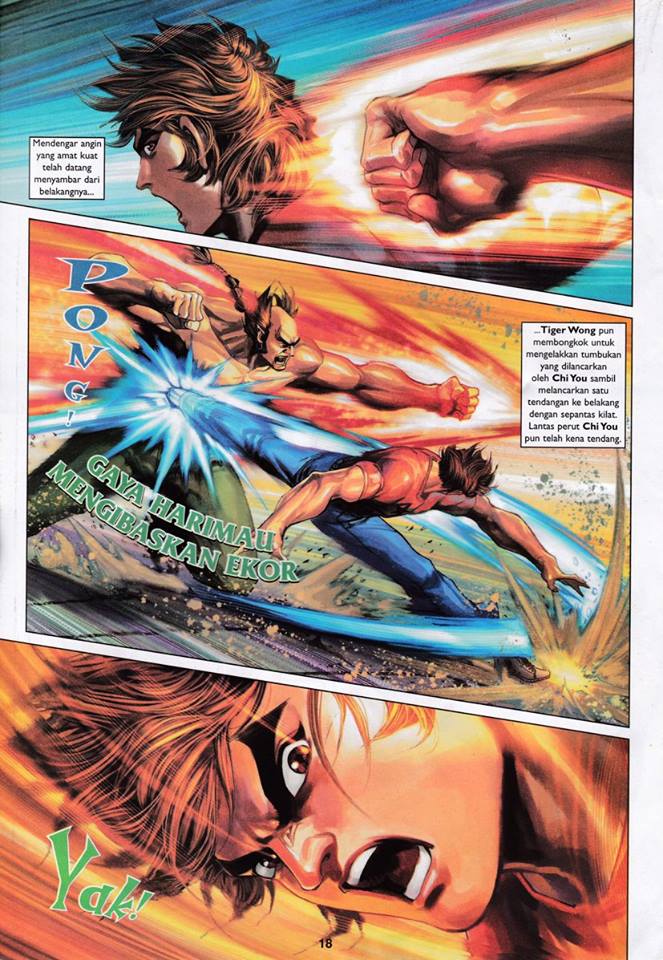 Mendengar angin
yang amat kuat
telah datang
menyambar dari
belakangnya...
PONG!
...Tiger Wong pun
membongkok untuk
mengelakkan tumbukan
yang dilancarkan
oleh Chi You sambil
melancarkan satu
tendangan ke belakang
dengan sepantas kilat.
Lantas perut Chi You
pun telah kena tendang.
GAYA HARIMAU
MENGIBASKAN EKOR
Yak!
18